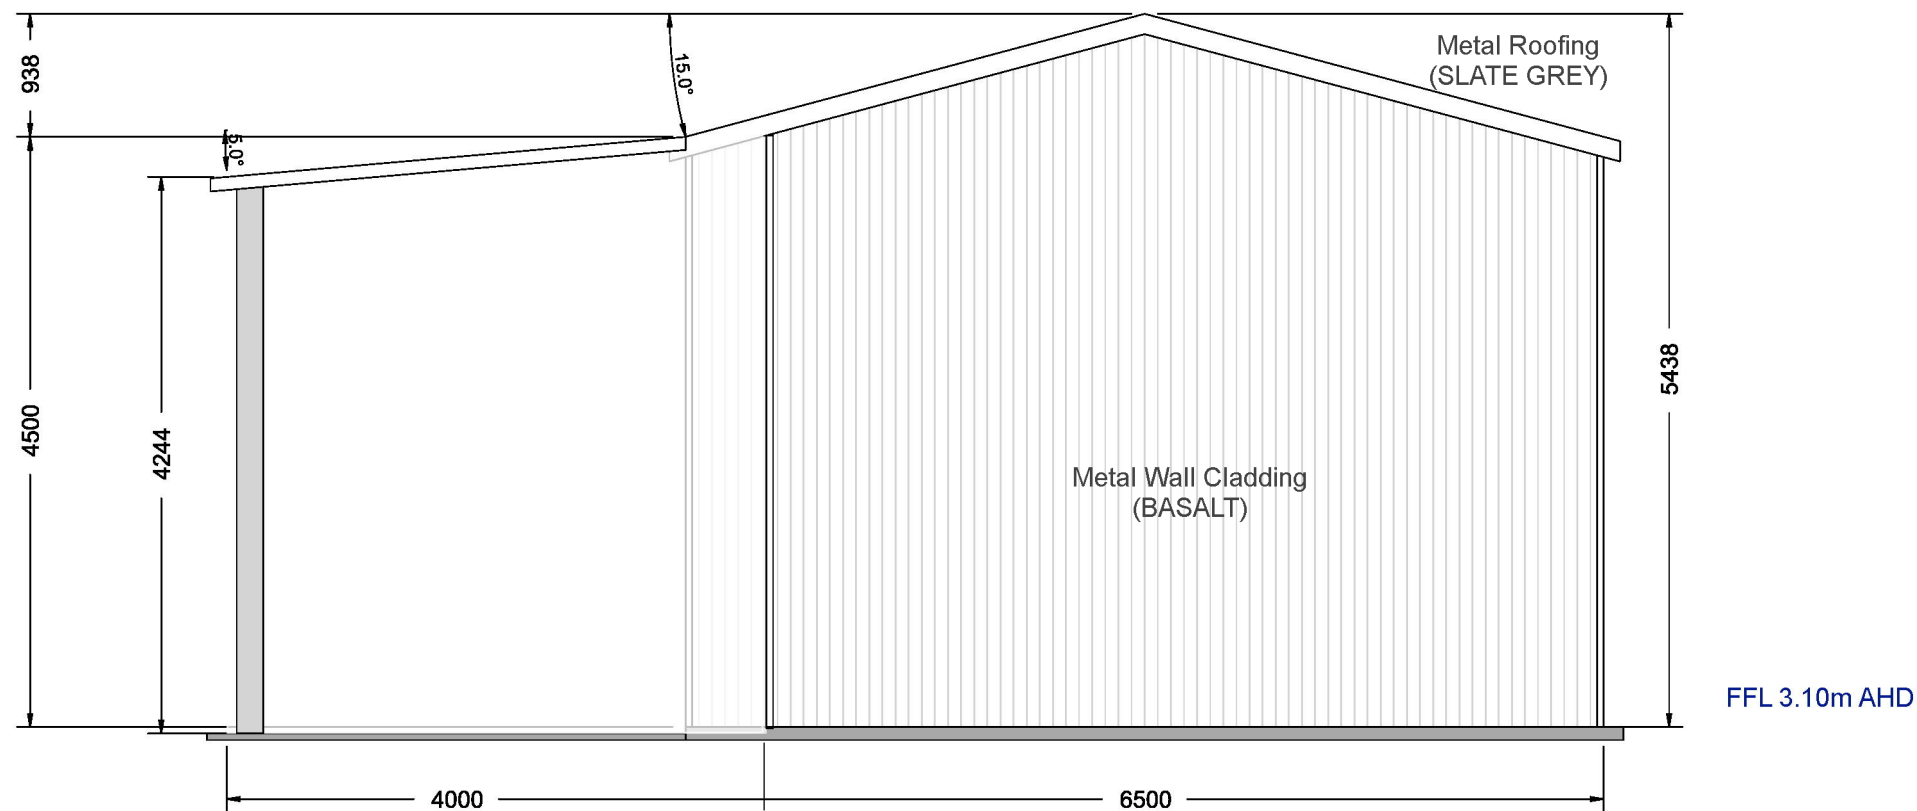 938
15.0°
Metal Roofing
(SLATE GREY)
5.0°
4500
4244
5438
Metal Wall Cladding
(BASALT)
FFL 3.10m AHD
4000
6500